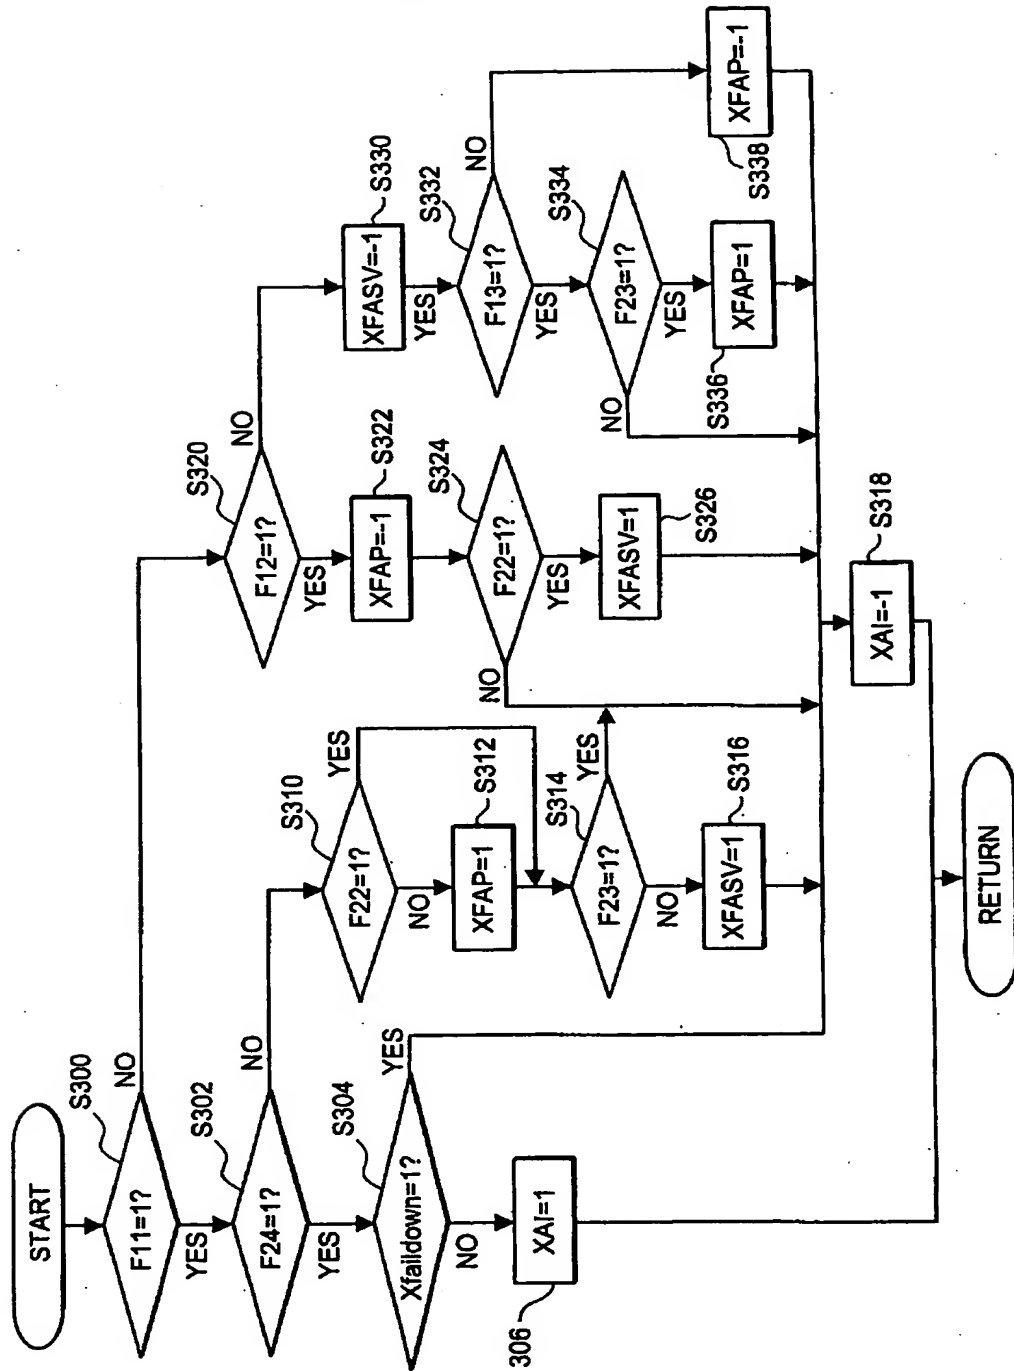 START
S300
F11=1?
NO
YES
S302
F24=1?
NO
YES
S304
Xfaildown=1?
YES
NO
306
XAI=1
S310
F22=1?
YES
NO
S312
XFAP=1
S314
F23=1?
YES
NO
S316
XFASV=1
S320
F12=1?
NO
YES
S322
XFAP=-1
S324
F22=1?
NO
YES
XFASV=1
S326
S330
XFASV=-1
YES
S332
F13=1?
NO
YES
S334
F23=1?
NO
YES
XFAP=1
S336
XFAP=-1
S338
S318
XAI=-1
RETURN